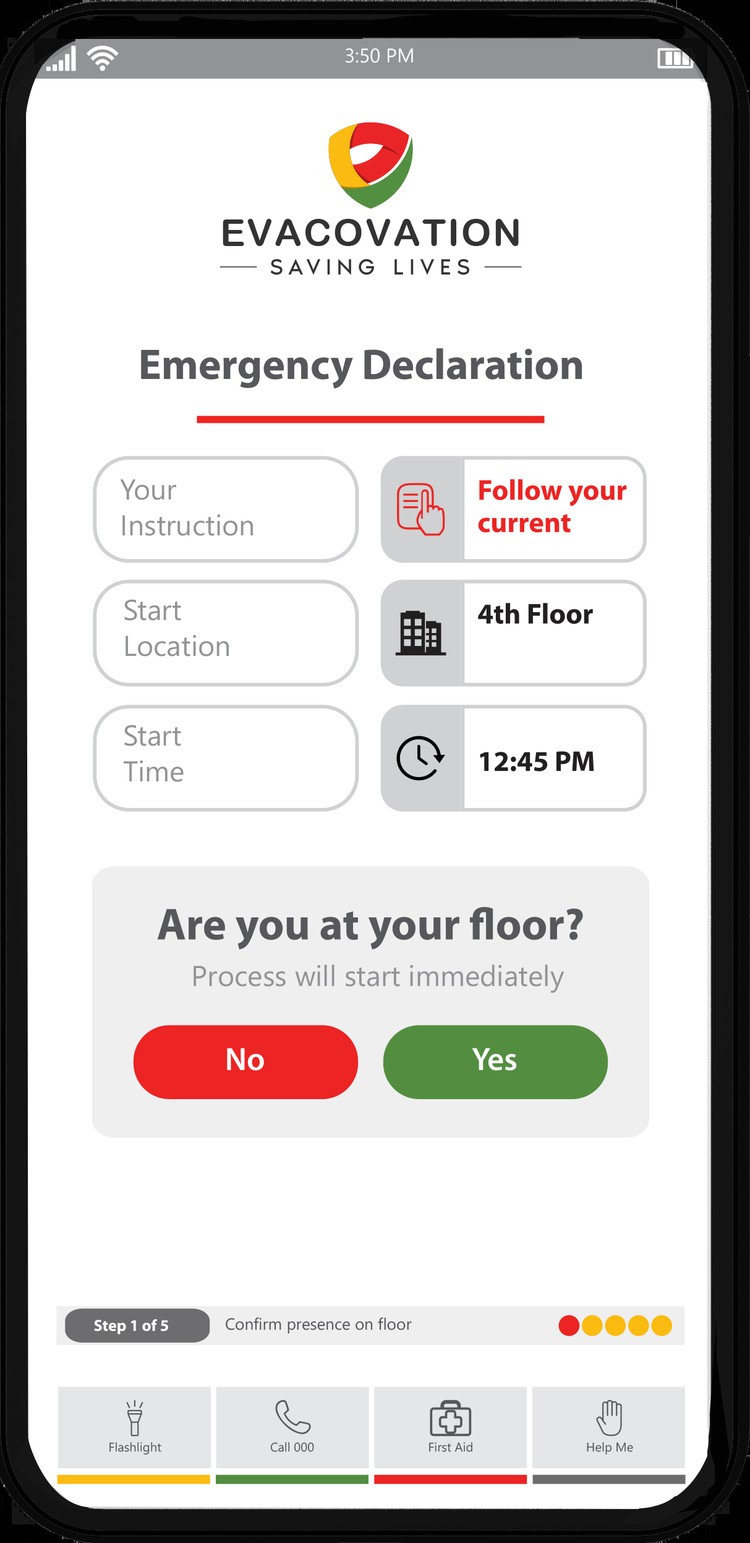 3:50 PM
EVACOVATION
SAVING LIVES
Emergency Declaration
Your
Instruction
Follow your
current
Start
Location
4th Floor
Start
Time
12:45 PM
Are you at your floor?
Process will start immediately
No
Yes
Step 1 of 5
Confirm presence on floor
Flashlight
Call 000
First Aid
Help Me